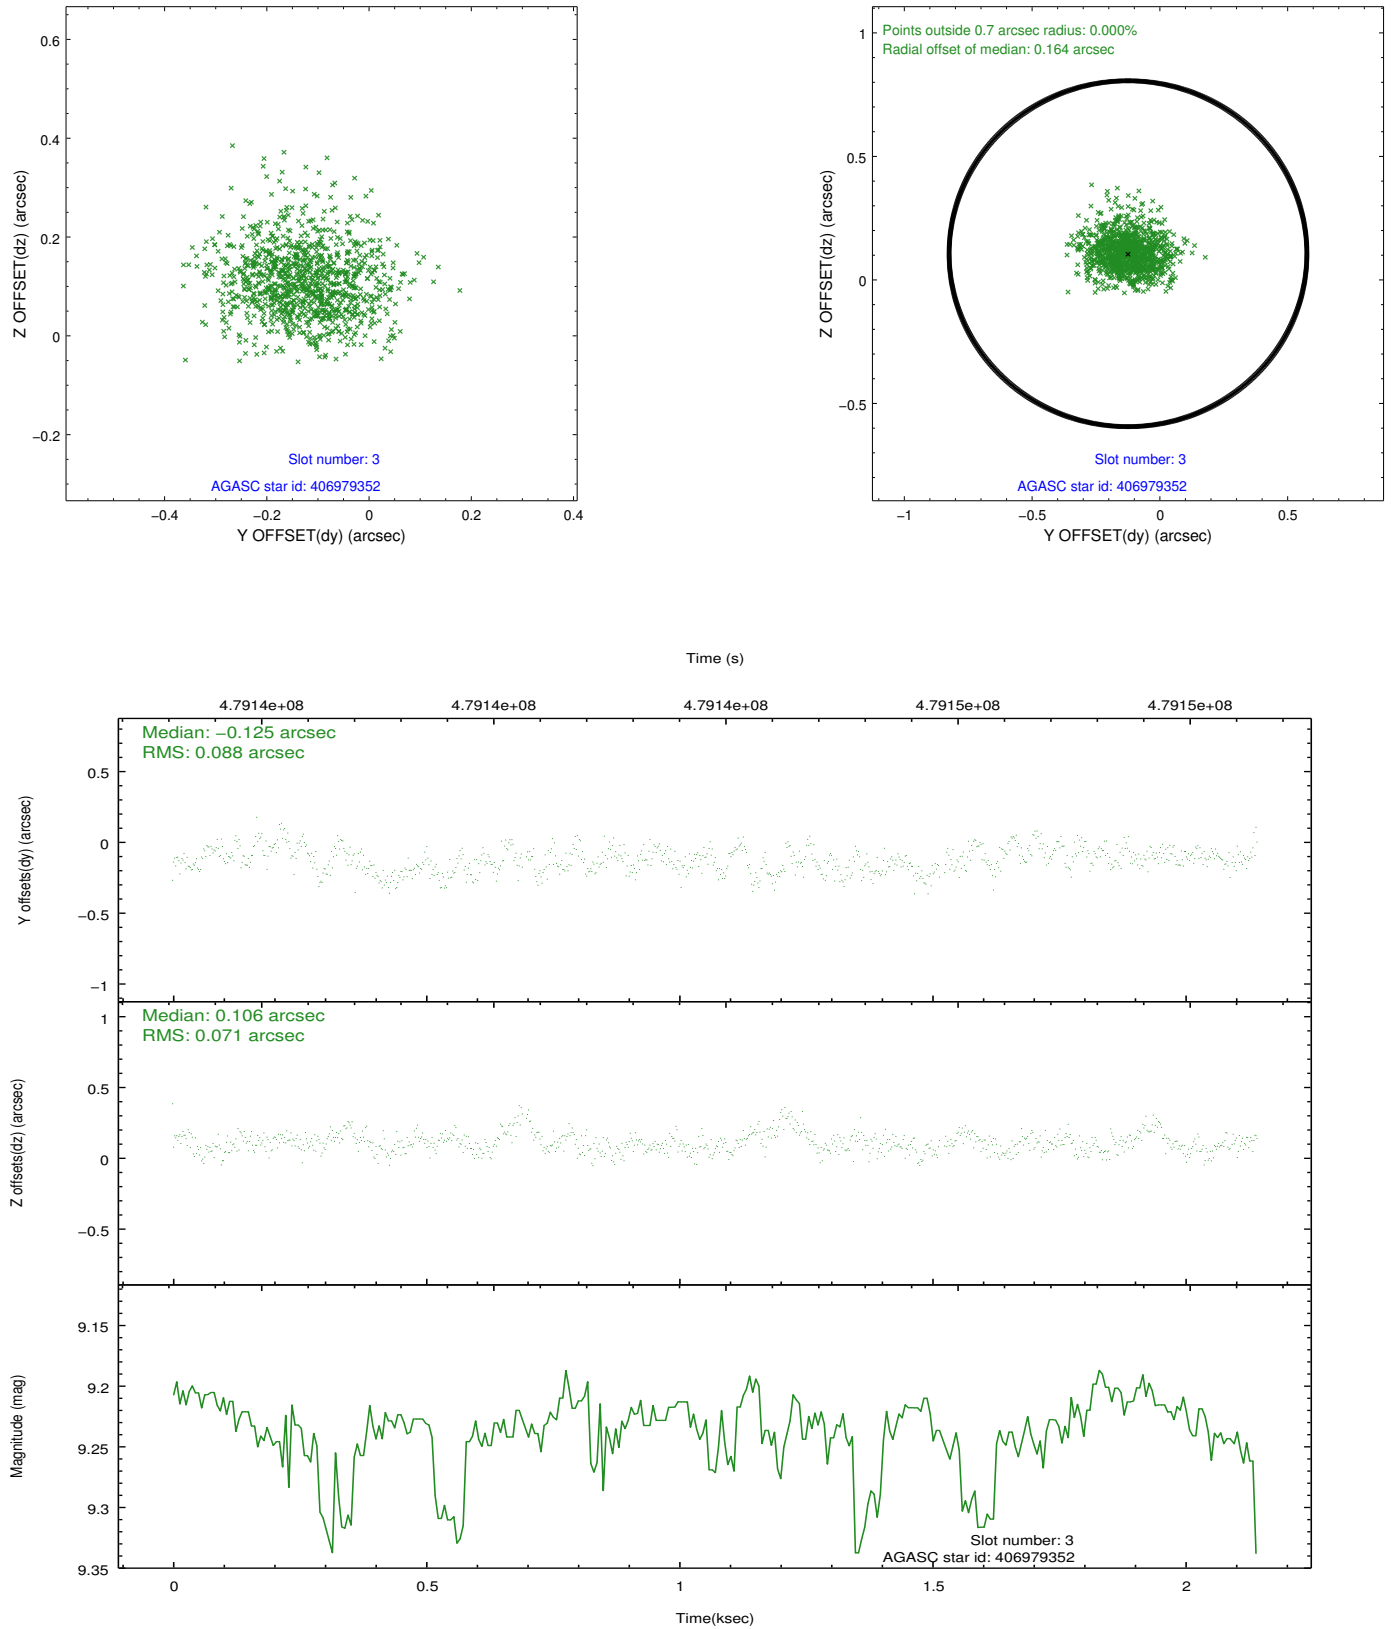 0.6
0.4
0.2
0
−0.2
Z OFFSET(dz) (arcsec)
Slot number: 3
AGASC star id: 406979352
−0.4 −0.2 0 0.2 0.4
Y OFFSET(dy) (arcsec)
Points outside 0.7 arcsec radius: 0.000%
Radial offset of median: 0.164 arcsec
1
0.5
0
−0.5
Z OFFSET(dz) (arcsec)
Slot number: 3
AGASC star id: 406979352
−1 −0.5 0 0.5
Y OFFSET(dy) (arcsec)
Time (s)
4.7914e+08 4.7914e+08 4.7914e+08 4.7915e+08 4.7915e+08
Median: −0.125 arcsec
RMS: 0.088 arcsec
0.5
0
−0.5
−1
Y offsets(dy) (arcsec)
Median: 0.106 arcsec
RMS: 0.071 arcsec
1
0.5
0
−0.5
Z offsets(dz) (arcsec)
9.15
9.2
9.25
9.3
9.35
Magnitude (mag)
Slot number: 3
AGASC star id: 406979352
0 0.5 1 1.5 2
Time(ksec)